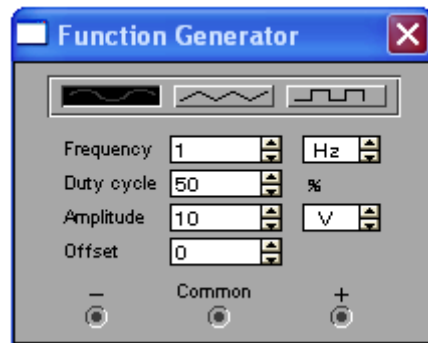 Function Generator
Frequency 1 Hz
Duty cycle 50 %
Amplitude 10 V
Offset 0
− Common +